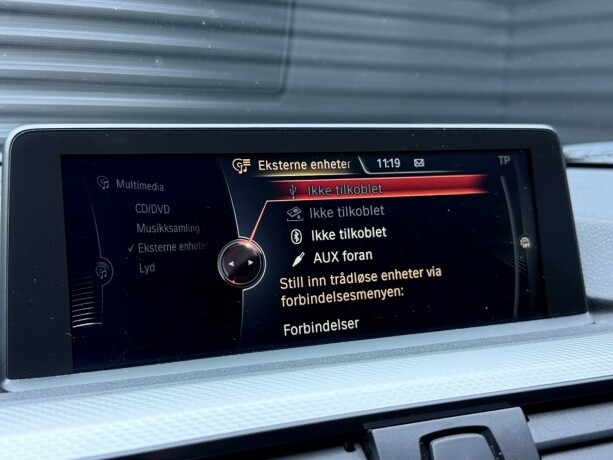 Eksterne enheter
11:19
TP
Multimedia
CD/DVD
Musikksamling
✓ Eksterne enheter
Lyd
Ikke tilkoblet
Ikke tilkoblet
Ikke tilkoblet
AUX foran
Still inn trådløse enheter via
forbindelsesmenyen:
Forbindelser